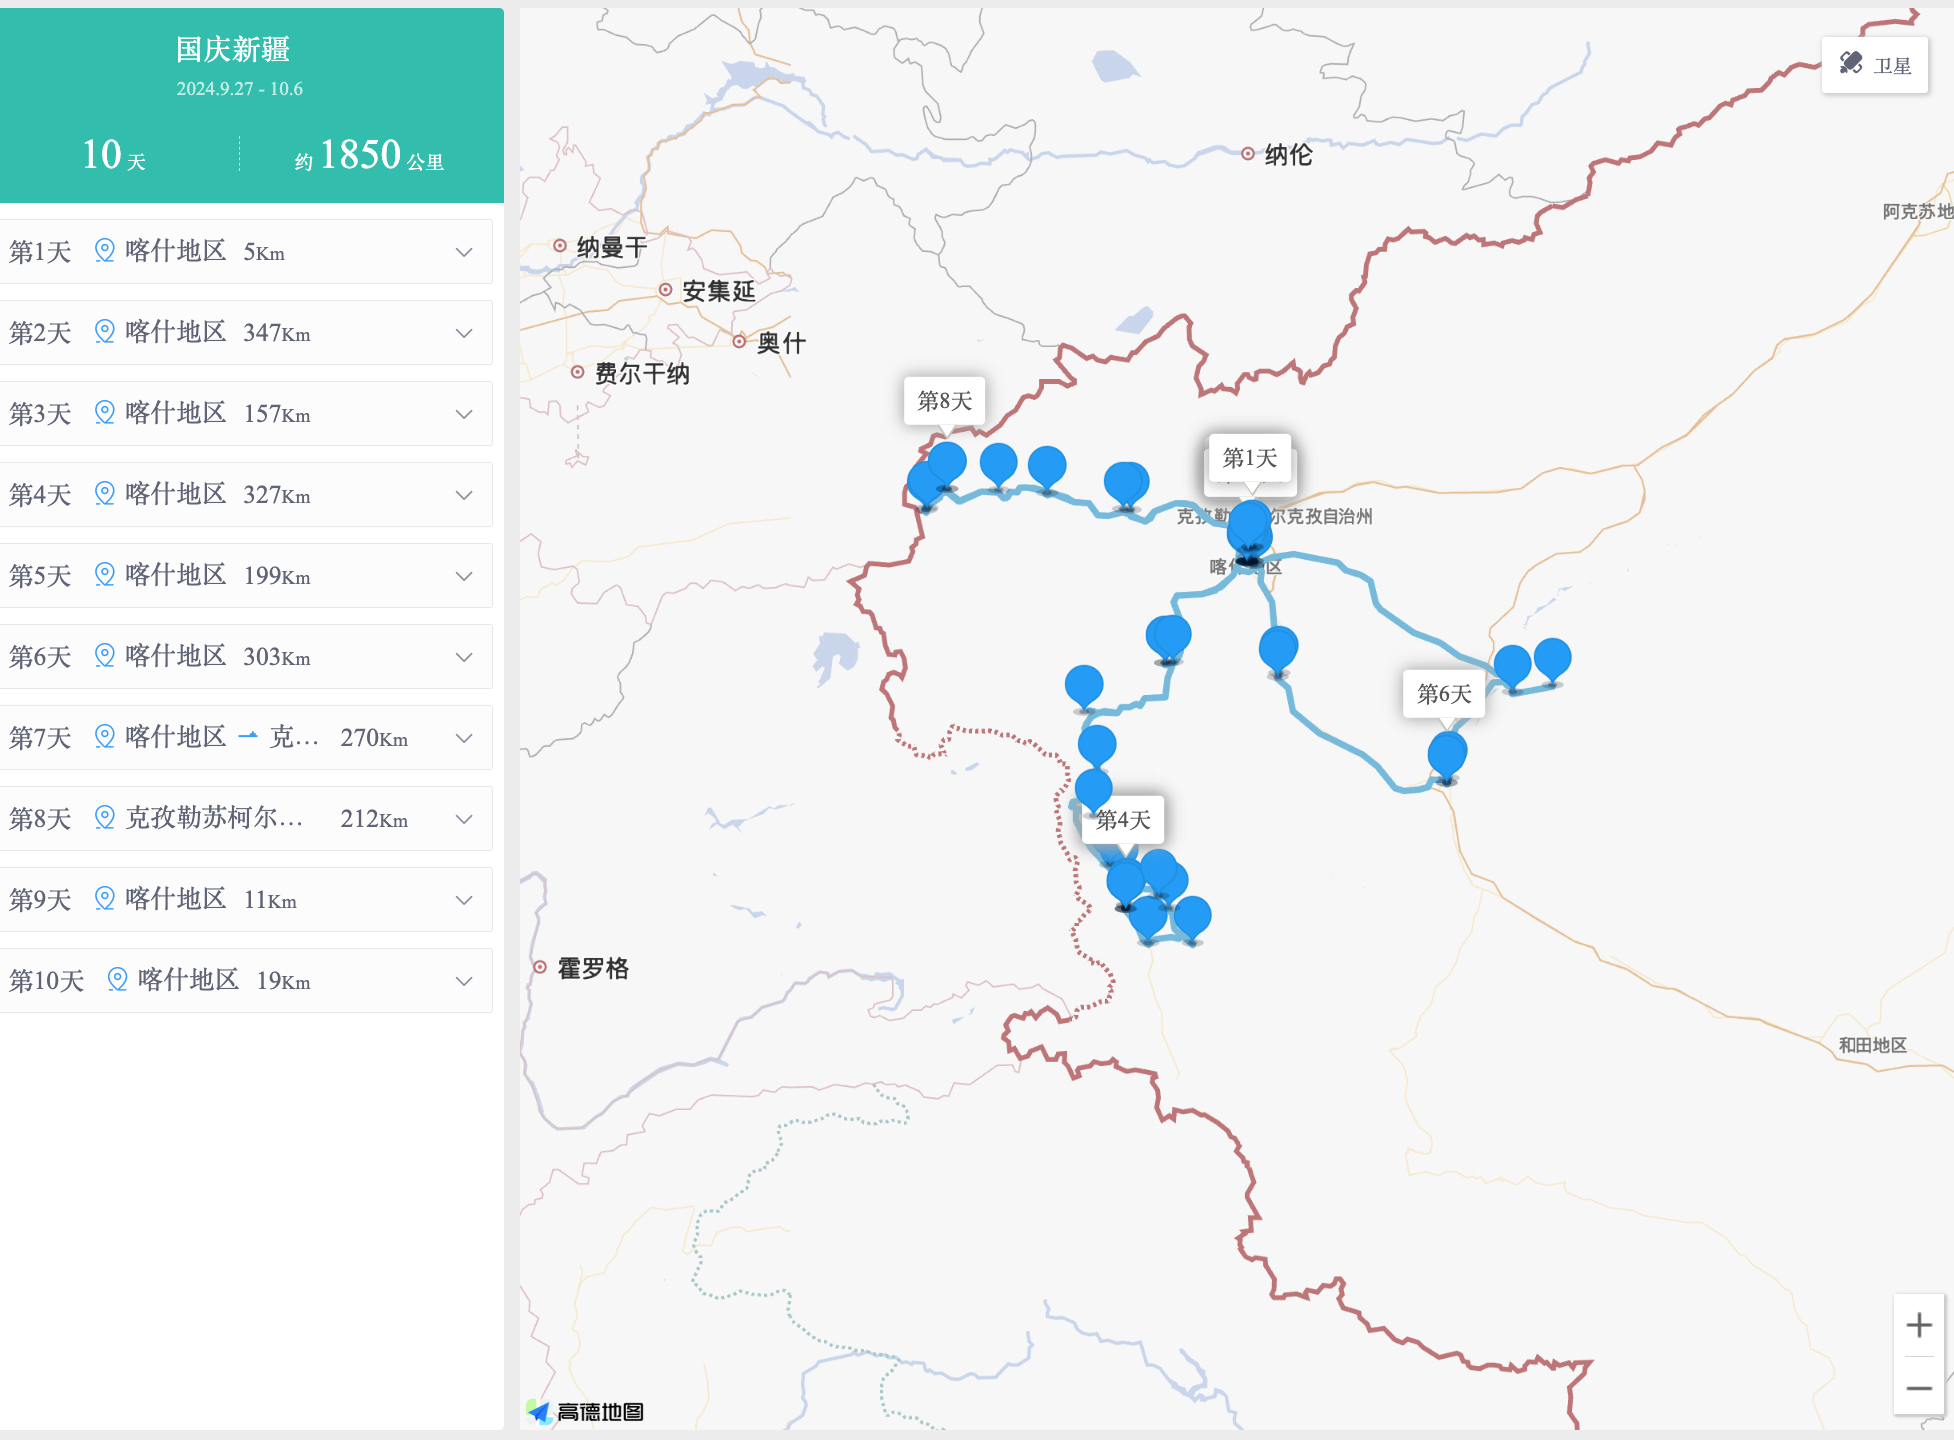 国庆新疆
2024.9.27 - 10.6
10 天
约 1850 公里
第1天 喀什地区 5Km
第2天 喀什地区 347Km
第3天 喀什地区 157Km
第4天 喀什地区 327Km
第5天 喀什地区 199Km
第6天 喀什地区 303Km
第7天 喀什地区 克... 270Km
第8天 克孜勒苏柯尔... 212Km
第9天 喀什地区 11Km
第10天 喀什地区 19Km
卫星
纳伦
阿克苏地
纳曼干
安集延
奥什
费尔干纳
第8天
第1天
克孜勒
尔克孜自治州
喀什
区
第6天
第4天
霍罗格
和田地区
高德地图